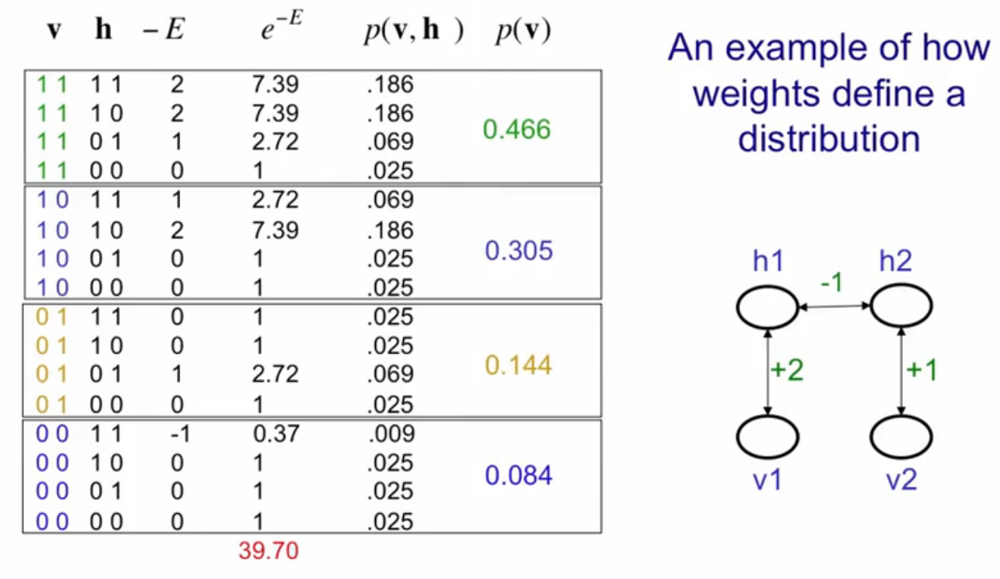 v h – E e^{–E} p(v, h ) p(v)
1 1 1 1 2 7.39 .186
1 1 1 0 2 7.39 .186
1 1 0 1 1 2.72 .069
1 1 0 0 0 1 .025
0.466
1 0 1 1 1 2.72 .069
1 0 1 0 2 7.39 .186
1 0 0 1 0 1 .025
1 0 0 0 0 1 .025
0.305
0 1 1 1 0 1 .025
0 1 1 0 0 1 .025
0 1 0 1 1 2.72 .069
0 1 0 0 0 1 .025
0.144
0 0 1 1 -1 0.37 .009
0 0 1 0 0 1 .025
0 0 0 1 0 1 .025
0 0 0 0 0 1 .025
0.084
39.70
An example of how
weights define a
distribution
h1 h2
-1
+2 +1
v1 v2